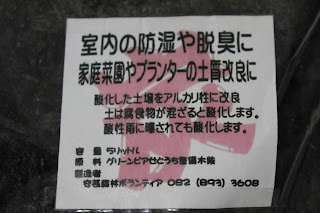 室内の防湿や脱臭に
家庭菜園やプランターの土質改良に
酸化した土壌をアルカリ性に改良
土は腐食物が混ざると酸化します。
酸性雨に曝されても酸化します。
容 量 7リットル
原 料 グリーンピアせとうち整備木
製造者
安芸森林ボランティア 082 (893) 3608